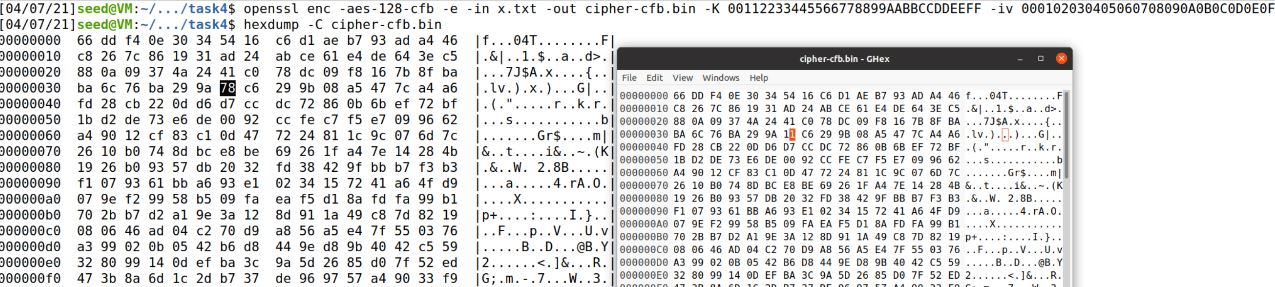 [04/07/21]seed@VM:~/.../task4$ openssl enc -aes-128-cfb -e -in x.txt -out cipher-cfb.bin -K 00112233445566778899AABBCCDDEEFF -iv 000102030405060708090A0B0C0D0E0F
[04/07/21]seed@VM:~/.../task4$ hexdump -C cipher-cfb.bin
00000000 66 dd f4 0e 30 34 54 16 c6 d1 ae b7 93 ad a4 46 |f...04T........F|
00000010 c8 26 7c 86 19 31 ad 24 ab ce 61 e4 de 64 3e c5 |.&|..1.$..a..d>.|
00000020 88 0a 09 37 4a 24 41 c0 78 dc 09 f8 16 7b 8f ba |...7J$A.x....{..|
00000030 ba 6c 76 ba 29 9a 78 c6 29 9b 08 a5 47 7c a4 a6 |.lv.).x.)...G|..|
00000040 fd 28 cb 22 0d d6 d7 cc dc 72 86 0b 6b ef 72 bf |.(.".....r..k.r.|
00000050 1b d2 de 73 e6 de 00 92 cc fe c7 f5 e7 09 96 62 |...s...........b|
00000060 a4 90 12 cf 83 c1 0d 47 72 24 81 1c 9c 07 6d 7c |.......Gr$....m||
00000070 26 10 b0 74 8d bc e8 be 69 26 1f a4 7e 14 28 4b |&..t....i&..~.(K|
00000080 19 26 b0 93 57 db 20 32 fd 38 42 9f bb b7 f3 b3 |.&..W. 2.8B.....|
00000090 f1 07 93 61 bb a6 93 e1 02 34 15 72 41 a6 4f d9 |...a.....4.rA.O.|
000000a0 07 9e f2 99 58 b5 09 fa ea f5 d1 8a fd fa 99 b1 |....X...........|
000000b0 70 2b b7 d2 a1 9e 3a 12 8d 91 1a 49 c8 7d 82 19 |p+....:....I.}..|
000000c0 08 06 46 ad 04 c2 70 d9 a8 56 a5 e4 7f 55 03 76 |..F...p..V...U.v|
000000d0 a3 99 02 0b 05 42 b6 d8 44 9e d8 9b 40 42 c5 59 |.....B..D...@B.Y|
000000e0 32 80 99 14 0d ef ba 3c 9a 5d 26 85 d0 7f 52 ed |2......<.]&...R.|
000000f0 47 3b 8a 6d 1c 2d b7 37 de 96 97 57 a4 90 33 f9 |G;.m.-.7...W..3.|
cipher-cfb.bin - GHex
File Edit View Windows Help
00000000 66 DD F4 0E 30 34 54 16 C6 D1 AE B7 93 AD A4 46 f...04T........F
00000010 C8 26 7C 86 19 31 AD 24 AB CE 61 E4 DE 64 3E C5 .&|..1.$..a..d>.
00000020 88 0A 09 37 4A 24 41 C0 78 DC 09 F8 16 7B 8F BA ...7J$A.x....{..
00000030 BA 6C 76 BA 29 9A 11 C6 29 9B 08 A5 47 7C A4 A6 .lv.)...)...G|..
00000040 FD 28 CB 22 0D D6 D7 CC DC 72 86 0B 6B EF 72 BF .(.".....r..k.r.
00000050 1B D2 DE 73 E6 DE 00 92 CC FE C7 F5 E7 09 96 62 ...s...........b
00000060 A4 90 12 CF 83 C1 0D 47 72 24 81 1C 9C 07 6D 7C .......Gr$....m|
00000070 26 10 B0 74 8D BC E8 BE 69 26 1F A4 7E 14 28 4B &..t....i&..~.(K
00000080 19 26 B0 93 57 DB 20 32 FD 38 42 9F BB B7 F3 B3 .&..W. 2.8B.....
00000090 F1 07 93 61 BB A6 93 E1 02 34 15 72 41 A6 4F D9 ...a.....4.rA.O.
000000A0 07 9E F2 99 58 B5 09 FA EA F5 D1 8A FD FA 99 B1 ....X...........
000000B0 70 2B B7 D2 A1 9E 3A 12 8D 91 1A 49 C8 7D 82 19 p+....:....I.}..
000000C0 08 06 46 AD 04 C2 70 D9 A8 56 A5 E4 7F 55 03 76 ..F...p..V...U.v
000000D0 A3 99 02 0B 05 42 B6 D8 44 9E D8 9B 40 42 C5 59 .....B..D...@B.Y
000000E0 32 80 99 14 0D EF BA 3C 9A 5D 26 85 D0 7F 52 ED 2......<.]&...R.